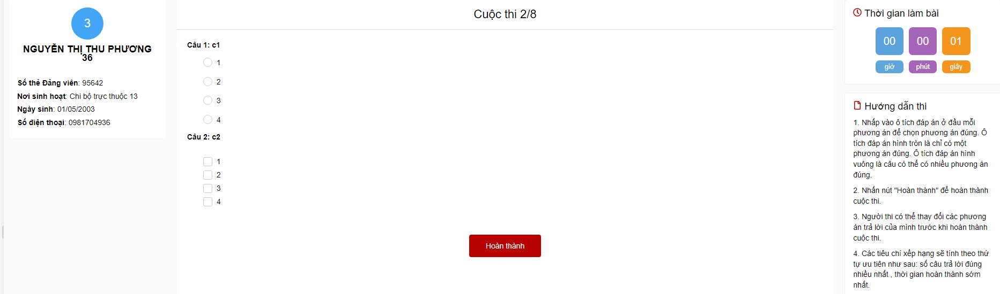 3
NGUYỄN THỊ THU PHƯƠNG
36
Số thẻ Đảng viên: 95642
Nơi sinh hoạt: Chi bộ trực thuộc 13
Ngày sinh: 01/05/2003
Số điện thoại: 0981704936
Cuộc thi 2/8
Câu 1: c1
1
2
3
4
Câu 2: c2
1
2
3
4
Hoàn thành
Thời gian làm bài
00 00 01
giờ phút giây
Hướng dẫn thi
1. Nhấp vào ô tích đáp án ở đầu mỗi
phương án để chọn phương án đúng. Ô
tích đáp án hình tròn là chỉ có một
phương án đúng. Ô tích đáp án hình
vuông là câu có thể có nhiều phương án
đúng.
2. Nhấn nút "Hoàn thành" để hoàn thành
cuộc thi.
3. Người thi có thể thay đổi các phương
án trả lời của mình trước khi hoàn thành
cuộc thi.
4. Các tiêu chí xếp hạng sẽ tính theo thứ
tự ưu tiên như sau: số câu trả lời đúng
nhiều nhất , thời gian hoàn thành sớm
nhất.